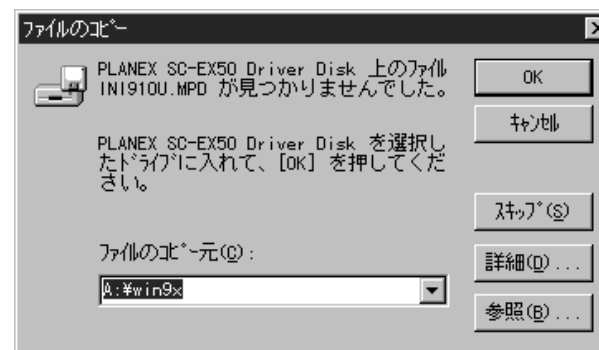 ﾌｧｲﾙのｺﾋﾟｰ
PLANEX SC-EX50 Driver Disk 上のﾌｧｲﾙ
INI910U.MPD が見つかりませんでした。
PLANEX SC-EX50 Driver Disk を選択し
たﾄﾞﾗｲﾌﾞに入れて、[OK] を押してくだ
さい。
ﾌｧｲﾙのｺﾋﾟｰ元(C):
A:¥win9x
OK
ｷｬﾝｾﾙ
ｽｷｯﾌﾟ(S)
詳細(D)...
参照(B)...